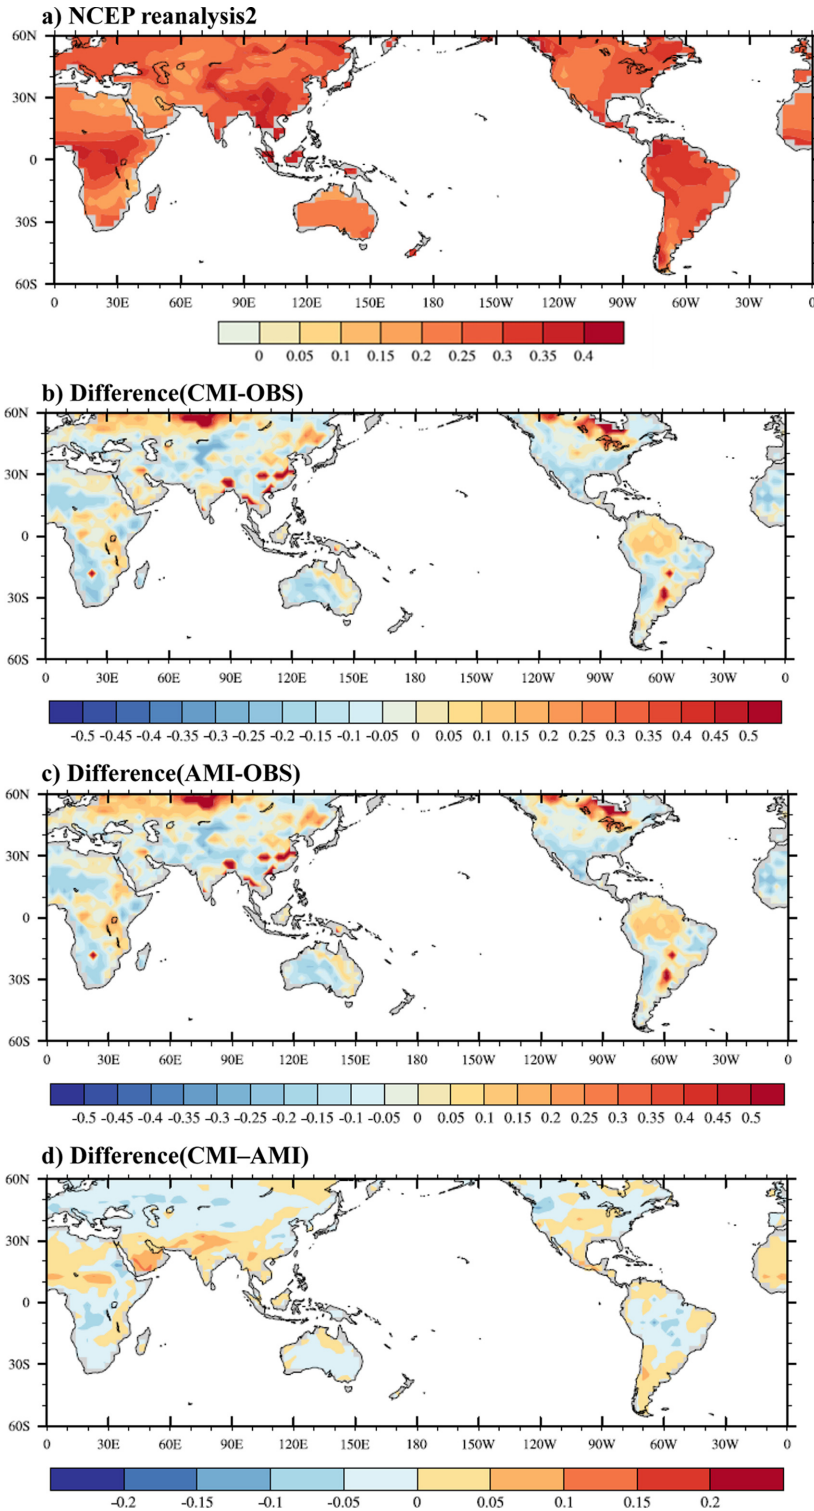 a) NCEP reanalysis2
60N
30N
0
30S
60S
0 30E 60E 90E 120E 150E 180 150W 120W 90W 60W 30W 0
0 0.05 0.1 0.15 0.2 0.25 0.3 0.35 0.4
b) Difference(CMI-OBS)
60N
30N
0
30S
60S
0 30E 60E 90E 120E 150E 180 150W 120W 90W 60W 30W 0
-0.5 -0.45 -0.4 -0.35 -0.3 -0.25 -0.2 -0.15 -0.1 -0.05 0 0.05 0.1 0.15 0.2 0.25 0.3 0.35 0.4 0.45 0.5
c) Difference(AMI-OBS)
60N
30N
0
30S
60S
0 30E 60E 90E 120E 150E 180 150W 120W 90W 60W 30W 0
-0.5 -0.45 -0.4 -0.35 -0.3 -0.25 -0.2 -0.15 -0.1 -0.05 0 0.05 0.1 0.15 0.2 0.25 0.3 0.35 0.4 0.45 0.5
d) Difference(CMI–AMI)
60N
30N
0
30S
60S
0 30E 60E 90E 120E 150E 180 150W 120W 90W 60W 30W 0
-0.2 -0.15 -0.1 -0.05 0 0.05 0.1 0.15 0.2